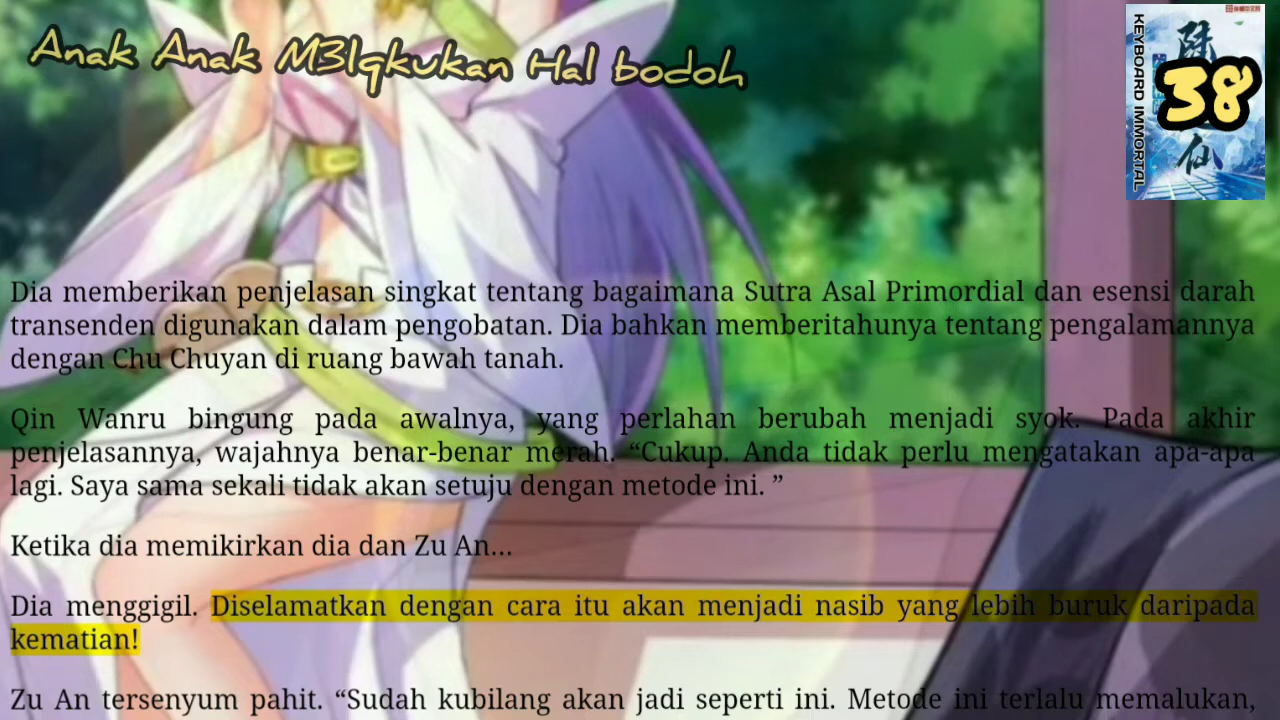 Anak Anak M3lqkukan Hal bodoh
KEYBOARD IMMORTAL
陆
仙
38
Dia memberikan penjelasan singkat tentang bagaimana Sutra Asal Primordial dan esensi darah
transenden digunakan dalam pengobatan. Dia bahkan memberitahunya tentang pengalamannya
dengan Chu Chuyan di ruang bawah tanah.
Qin Wanru bingung pada awalnya, yang perlahan berubah menjadi syok. Pada akhir
penjelasannya, wajahnya benar-benar merah. “Cukup. Anda tidak perlu mengatakan apa-apa
lagi. Saya sama sekali tidak akan setuju dengan metode ini. ”
Ketika dia memikirkan dia dan Zu An…
Dia menggigil. Diselamatkan dengan cara itu akan menjadi nasib yang lebih buruk daripada
kematian!
Zu An tersenyum pahit. “Sudah kubilang akan jadi seperti ini. Metode ini terlalu memalukan,